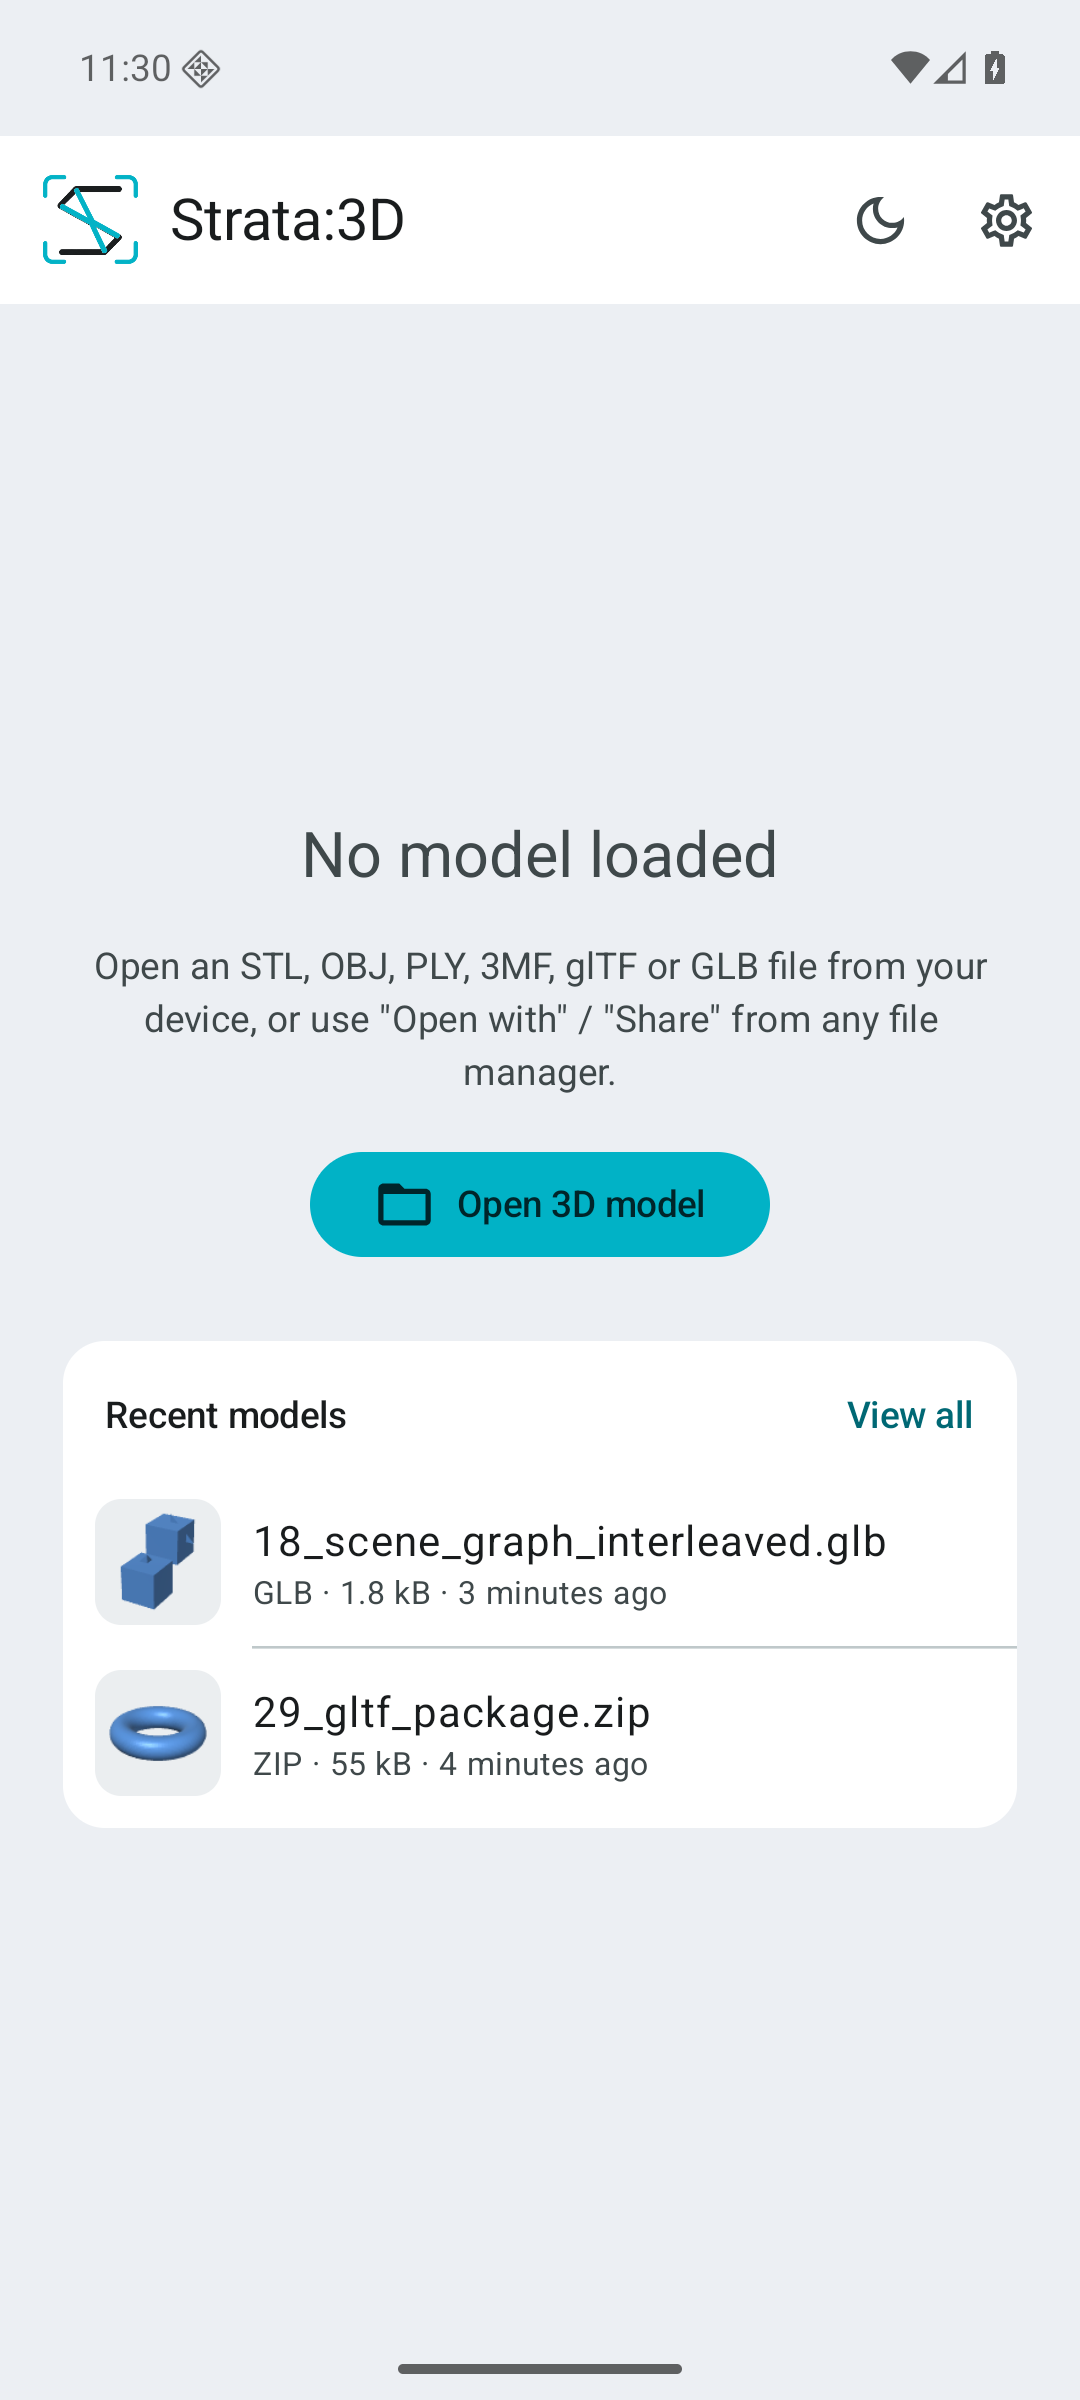 11:30
Strata:3D
No model loaded
Open an STL, OBJ, PLY, 3MF, glTF or GLB file from your
device, or use "Open with" / "Share" from any file
manager.
Open 3D model
Recent models
View all
18_scene_graph_interleaved.glb
GLB · 1.8 kB · 3 minutes ago
29_gltf_package.zip
ZIP · 55 kB · 4 minutes ago